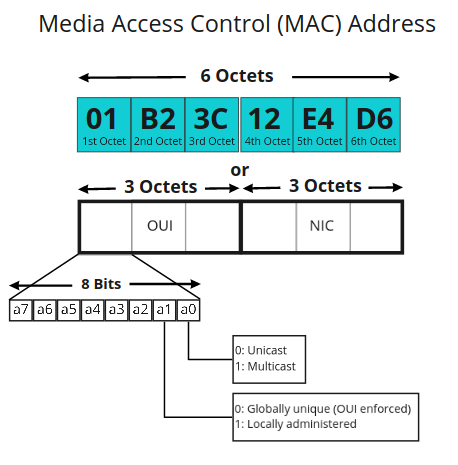 Media Access Control (MAC) Address
6 Octets
01 B2 3C 12 E4 D6
1st Octet 2nd Octet 3rd Octet 4th Octet 5th Octet 6th Octet
or
3 Octets 3 Octets
OUI NIC
8 Bits
a7 a6 a5 a4 a3 a2 a1 a0
0: Unicast
1: Multicast
0: Globally unique (OUI enforced)
1: Locally administered